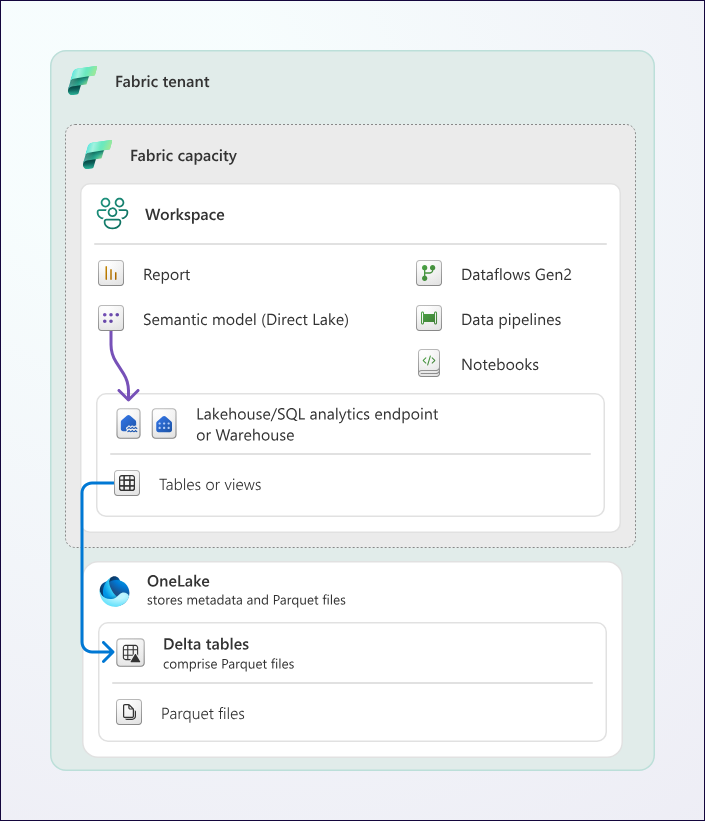 Fabric tenant
Fabric capacity
Workspace
Report
Dataflows Gen2
Semantic model (Direct Lake)
Data pipelines
Notebooks
Lakehouse/SQL analytics endpoint
or Warehouse
Tables or views
OneLake
stores metadata and Parquet files
Delta tables
comprise Parquet files
Parquet files